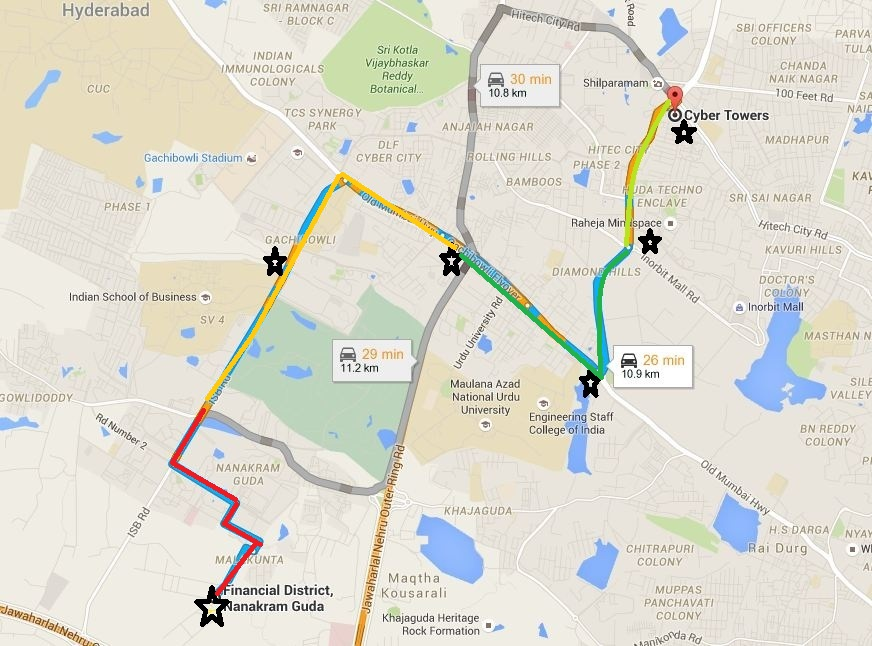 Hyderabad
SRI RAMNAGAR
- BLOCK C
Hitech City Rd
Road
SBI OFFICERS
COLONY
PARVA
INDIAN
IMMUNOLOGICALS
COLONY
Sri Kotla
Vijaybhaskar
Reddy
Botanical...
30 min
10.8 km
Shilparamam
CHANDA
NAIK NAGAR
100 Feet Rd
CUC
TCS SYNERGY
PARK
ANJAIAH NAGAR
Cyber Towers
MADHAPUR
Gachibowli Stadium
DLF
CYBER CITY
ROLLING HILLS
HITEC CITY
PHASE 2
BAMBOOS
HUDA TECHNO
ENCLAVE
KAV
PHASE 1
SRI SAI NAGAR
Raheja Mindspace
Hitech City Rd
GACHIBOWLI
Gachibowli Flyover
KAVURI HILLS
Inorbit Mall Rd
DIAMOND HILLS
DOCTOR'S
COLONY
Indian School of Business
SV 4
Inorbit Mall
MASTHAN N
Urdu University Rd
29 min
11.2 km
26 min
10.9 km
Maulana Azad
National Urdu
University
Engineering Staff
College of India
ISB Rd
GOWLIDODDY
Rd Number 2
BN REDDY
COLONY
NANAKRAM
GUDA
Old Mumbai Hwy
ISB Rd
KHAJAGUDA
Jawaharlal Nehru Outer Ring Rd
H.S DARGA
Rai Durg
CHITRAPURI
COLONY
Maqtha
Kousarali
Financial District,
Nanakram Guda
MUPPAS
PANCHAVATI
COLONY
Khajaguda Heritage
Rock Formation
Jawaharlal Nehru
Manikonda Rd